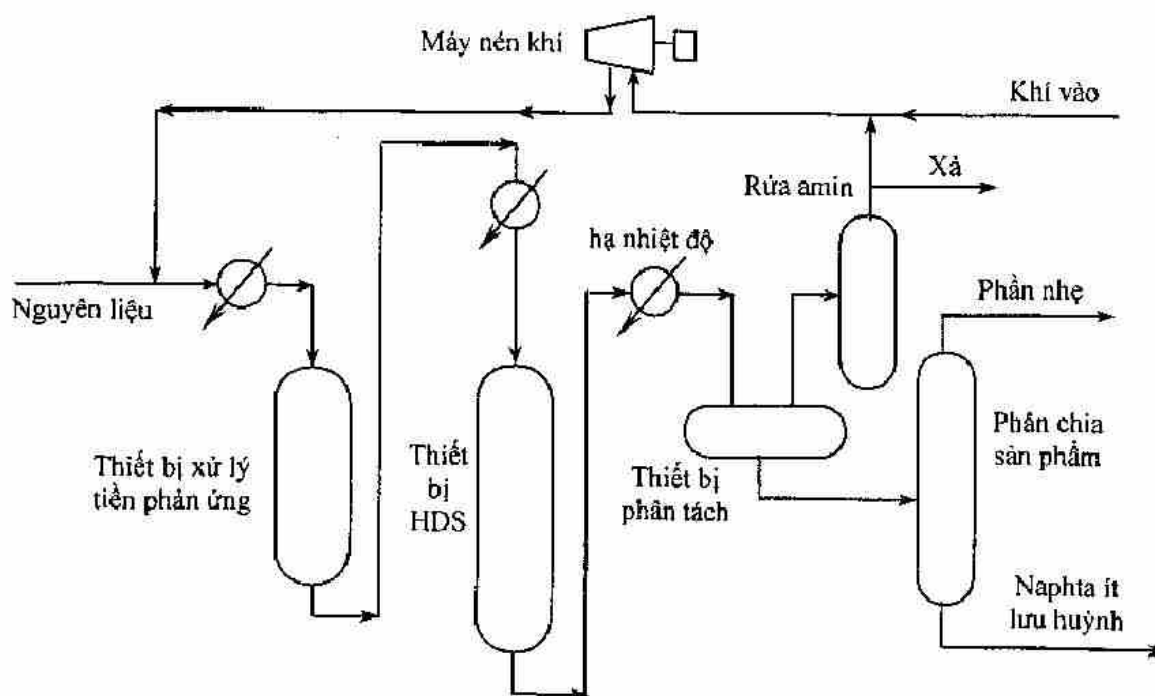 Máy nén khí
Khí vào
Xả
Rửa amin
hạ nhiệt độ
Nguyên liệu
Phần nhẹ
Thiết bị xử lý
tiền phản ứng
Thiết
bị
HDS
Thiết bị
phân tách
Phân chia
sản phẩm
Naphta ít
lưu huỳnh